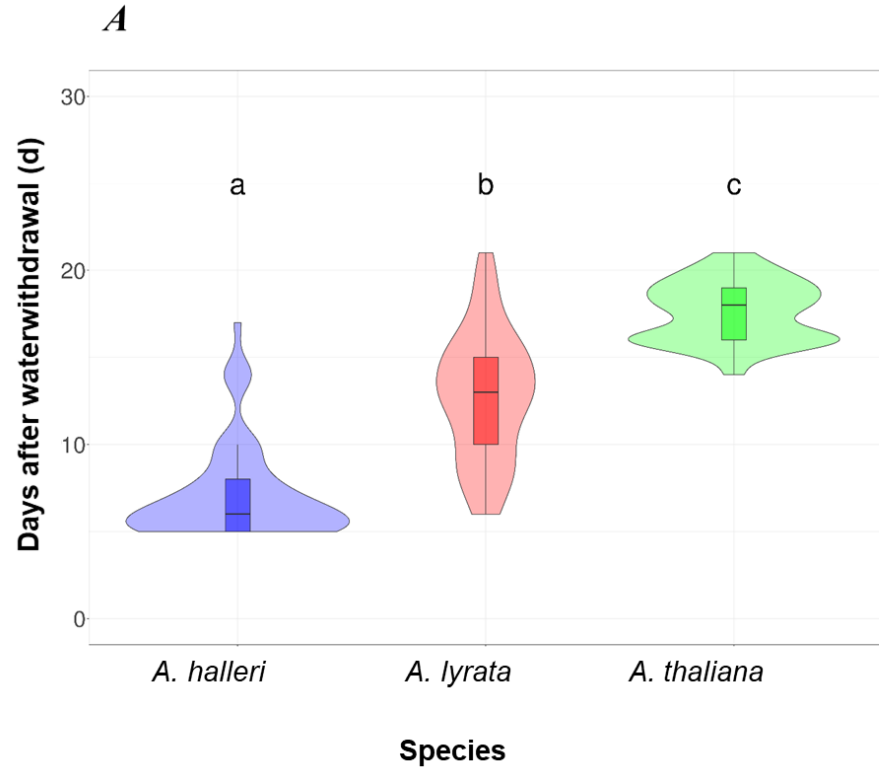 A
Days after waterwithdrawal (d)
30
20
10
0
a
b
c
A. halleri
A. lyrata
A. thaliana
Species